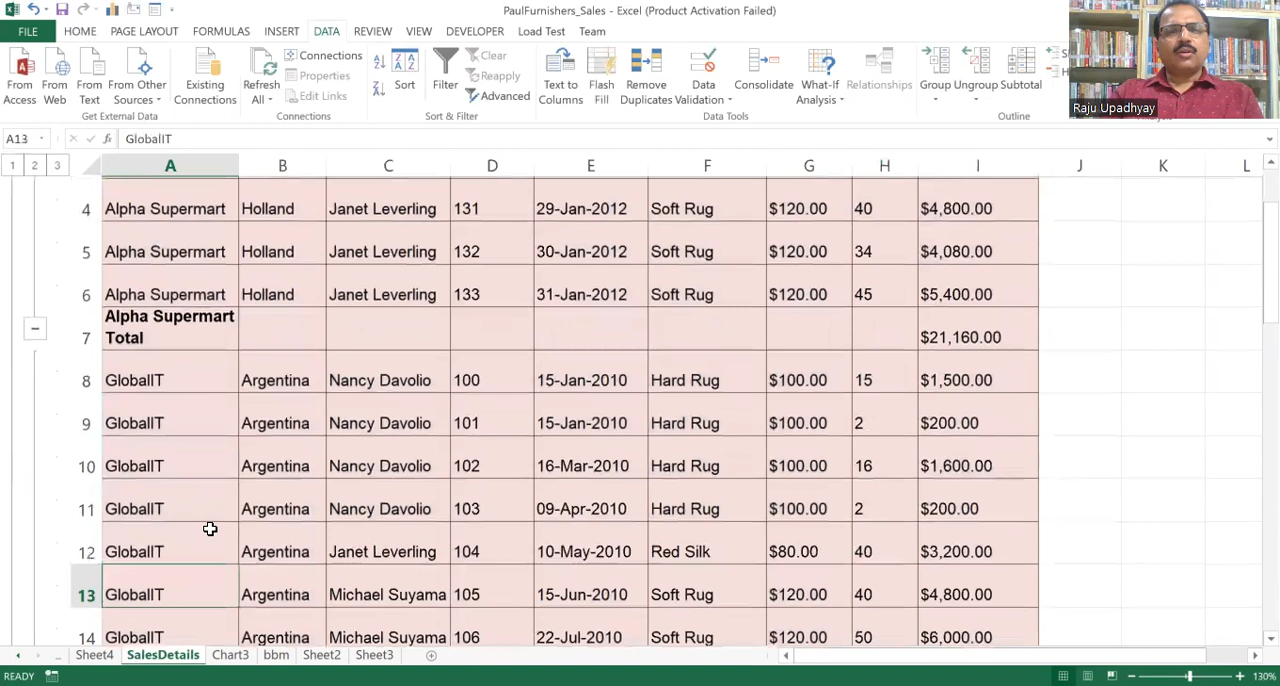 PaulFurnishers_Sales - Excel (Product Activation Failed)
FILE HOME PAGE LAYOUT FORMULAS INSERT DATA REVIEW VIEW DEVELOPER Load Test Team
From Access
From Web
From Text
From Other Sources
Existing Connections
Get External Data
Refresh All
Connections
Properties
Edit Links
Connections
Sort
Filter
Clear
Reapply
Advanced
Sort & Filter
Text to Columns
Flash Fill
Remove Duplicates
Data Validation
Consolidate
What-If Analysis
Relationships
Data Tools
Group
Ungroup
Subtotal
Outline
Raju Upadhyay
A13 fx GlobalIT
1 2 3 A B C D E F G H I J K L
4 Alpha Supermart Holland Janet Leverling 131 29-Jan-2012 Soft Rug $120.00 40 $4,800.00
5 Alpha Supermart Holland Janet Leverling 132 30-Jan-2012 Soft Rug $120.00 34 $4,080.00
6 Alpha Supermart Holland Janet Leverling 133 31-Jan-2012 Soft Rug $120.00 45 $5,400.00
Alpha Supermart
7 Total $21,160.00
8 GlobalIT Argentina Nancy Davolio 100 15-Jan-2010 Hard Rug $100.00 15 $1,500.00
9 GlobalIT Argentina Nancy Davolio 101 15-Jan-2010 Hard Rug $100.00 2 $200.00
10 GlobalIT Argentina Nancy Davolio 102 16-Mar-2010 Hard Rug $100.00 16 $1,600.00
11 GlobalIT Argentina Nancy Davolio 103 09-Apr-2010 Hard Rug $100.00 2 $200.00
12 GlobalIT Argentina Janet Leverling 104 10-May-2010 Red Silk $80.00 40 $3,200.00
13 GlobalIT Argentina Michael Suyama 105 15-Jun-2010 Soft Rug $120.00 40 $4,800.00
14 GlobalIT Argentina Michael Suyama 106 22-Jul-2010 Soft Rug $120.00 50 $6,000.00
... Sheet4 SalesDetails Chart3 bbm Sheet2 Sheet3
READY 130%